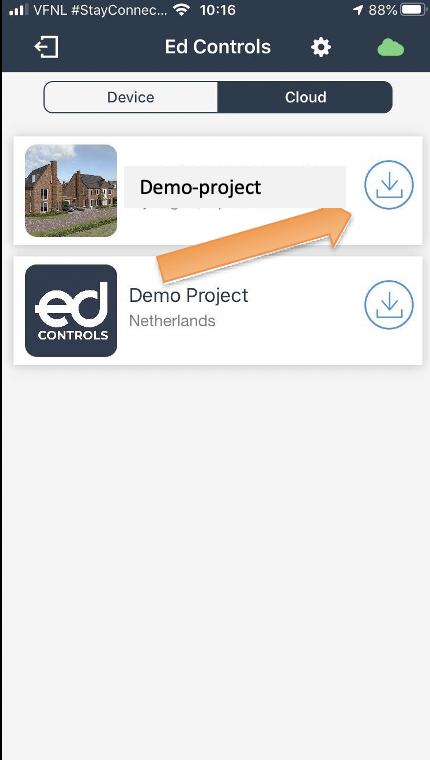 VFNL #StayConnec... 10:16 88%
Ed Controls
Device Cloud
Demo-project
ed
CONTROLS
Demo Project
Netherlands